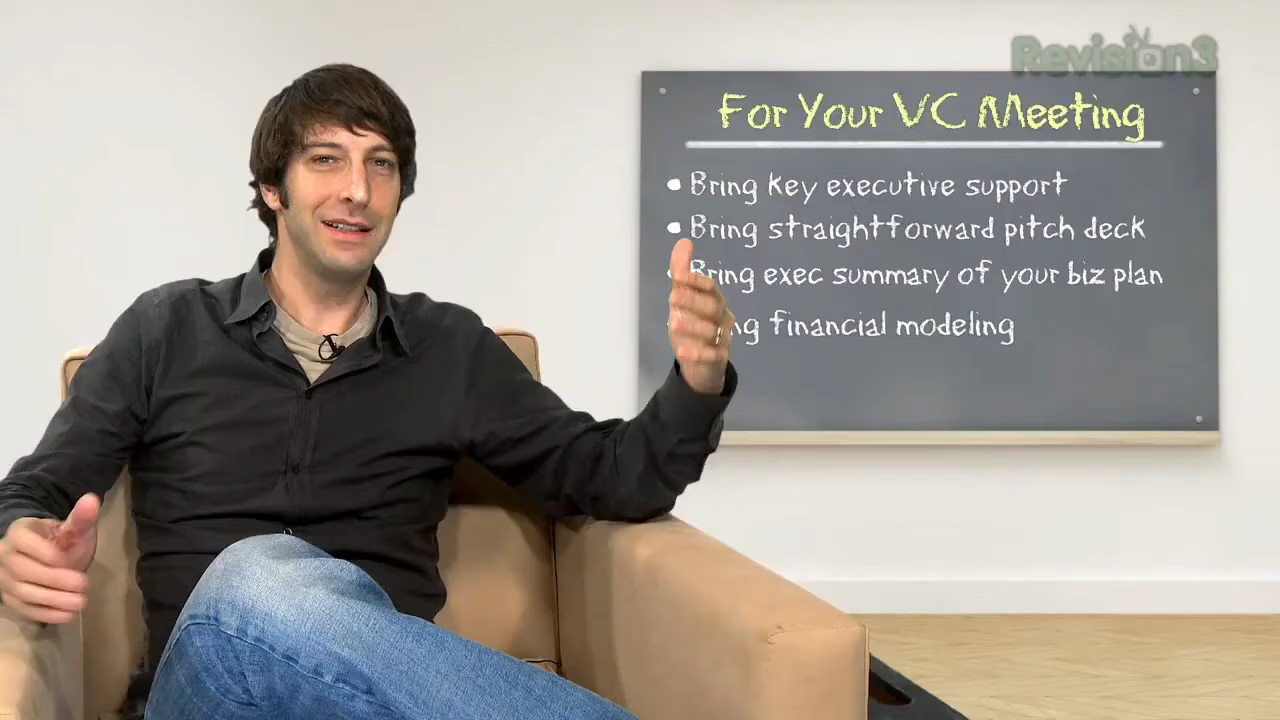 Revision3
For Your VC Meeting
• Bring key executive support
• Bring straightforward pitch deck
Bring exec summary of your biz plan
financial modeling